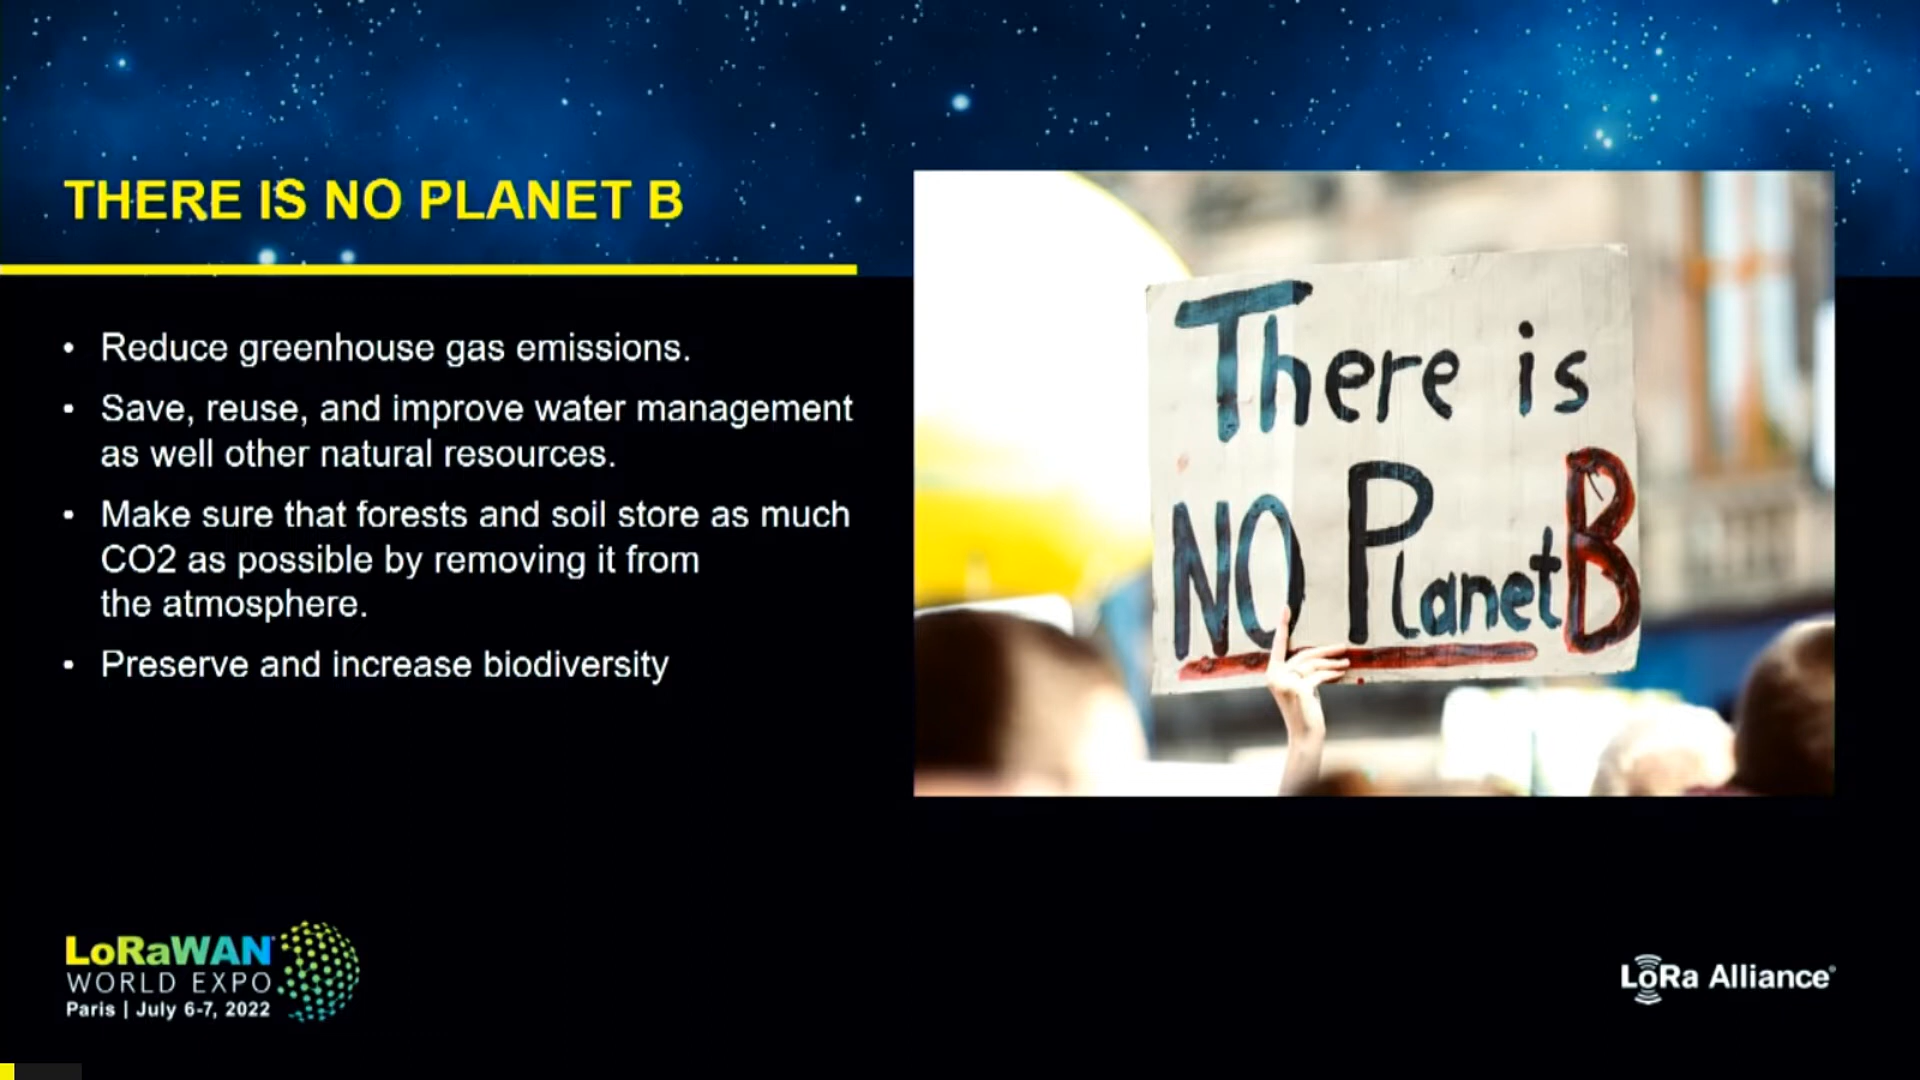 THERE IS NO PLANET B
• Reduce greenhouse gas emissions.
• Save, reuse, and improve water management
as well other natural resources.
• Make sure that forests and soil store as much
CO2 as possible by removing it from
the atmosphere.
• Preserve and increase biodiversity
There is
NO Planet B
LoRaWAN®
WORLD EXPO
Paris | July 6-7, 2022
LoRa Alliance®